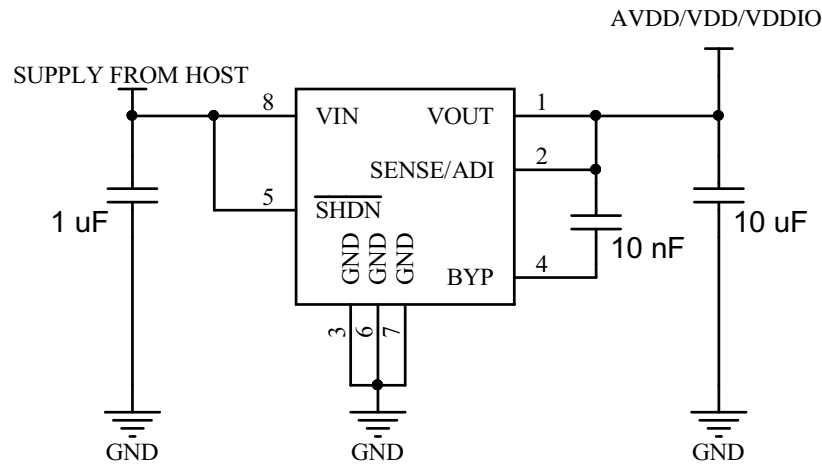 AVDD/VDD/VDDIO
SUPPLY FROM HOST
8
VIN
VOUT
1
SENSE/ADJ
2
5
SHDN
1 uF
GND
GND
GND
BYP
4
10 nF
10 uF
3
6
7
GND
GND
GND